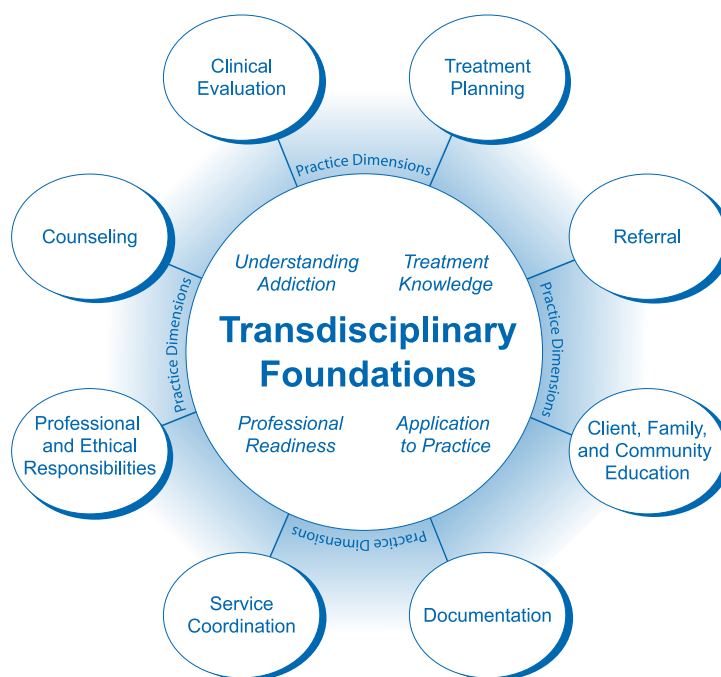 Clinical
Evaluation
Treatment
Planning
Practice Dimensions
Counseling
Referral
Understanding
Addiction
Treatment
Knowledge
Practice Dimensions
Practice Dimensions
Transdisciplinary
Foundations
Professional
Readiness
Application
to Practice
Professional
and Ethical
Responsibilities
Client, Family,
and Community
Education
Practice Dimensions
Service
Coordination
Documentation